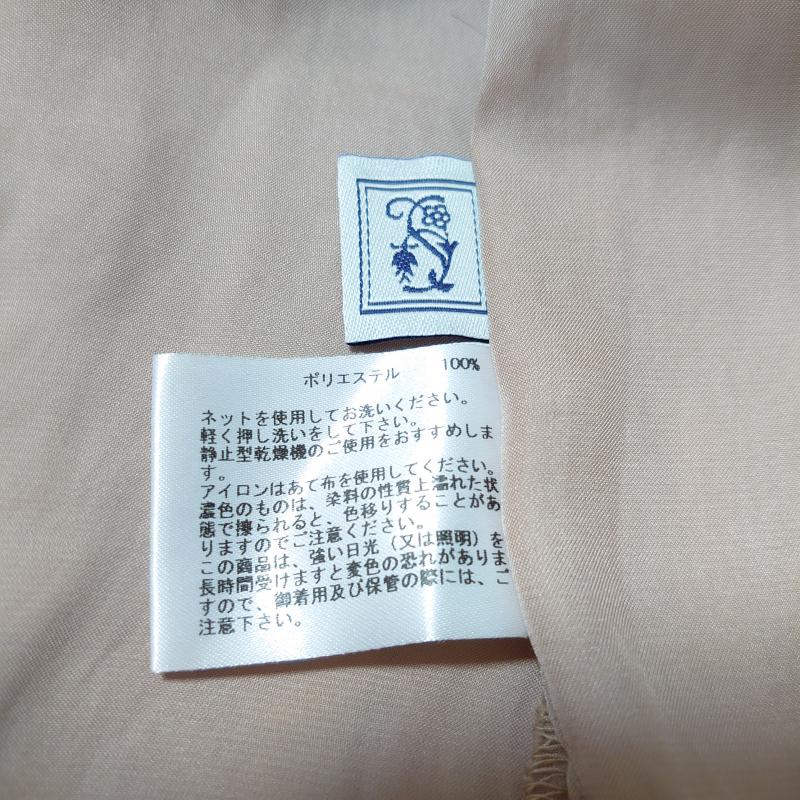 ポリエステル 100%
ネットを使用してお洗いください。
軽く押し洗いをして下さい。
静止型乾燥機のご使用をおすすめしま
す。
アイロンはあて布を使用してください。
濃色のものは、染料の性質上濡れた状
態で擦られると、色移りすることがあ
りますのでご注意ください。
この商品は、強い日光（又は照明）を
長時間受けますと変色の恐れがありま
すので、御着用及び保管の際には、ご
注意下さい。